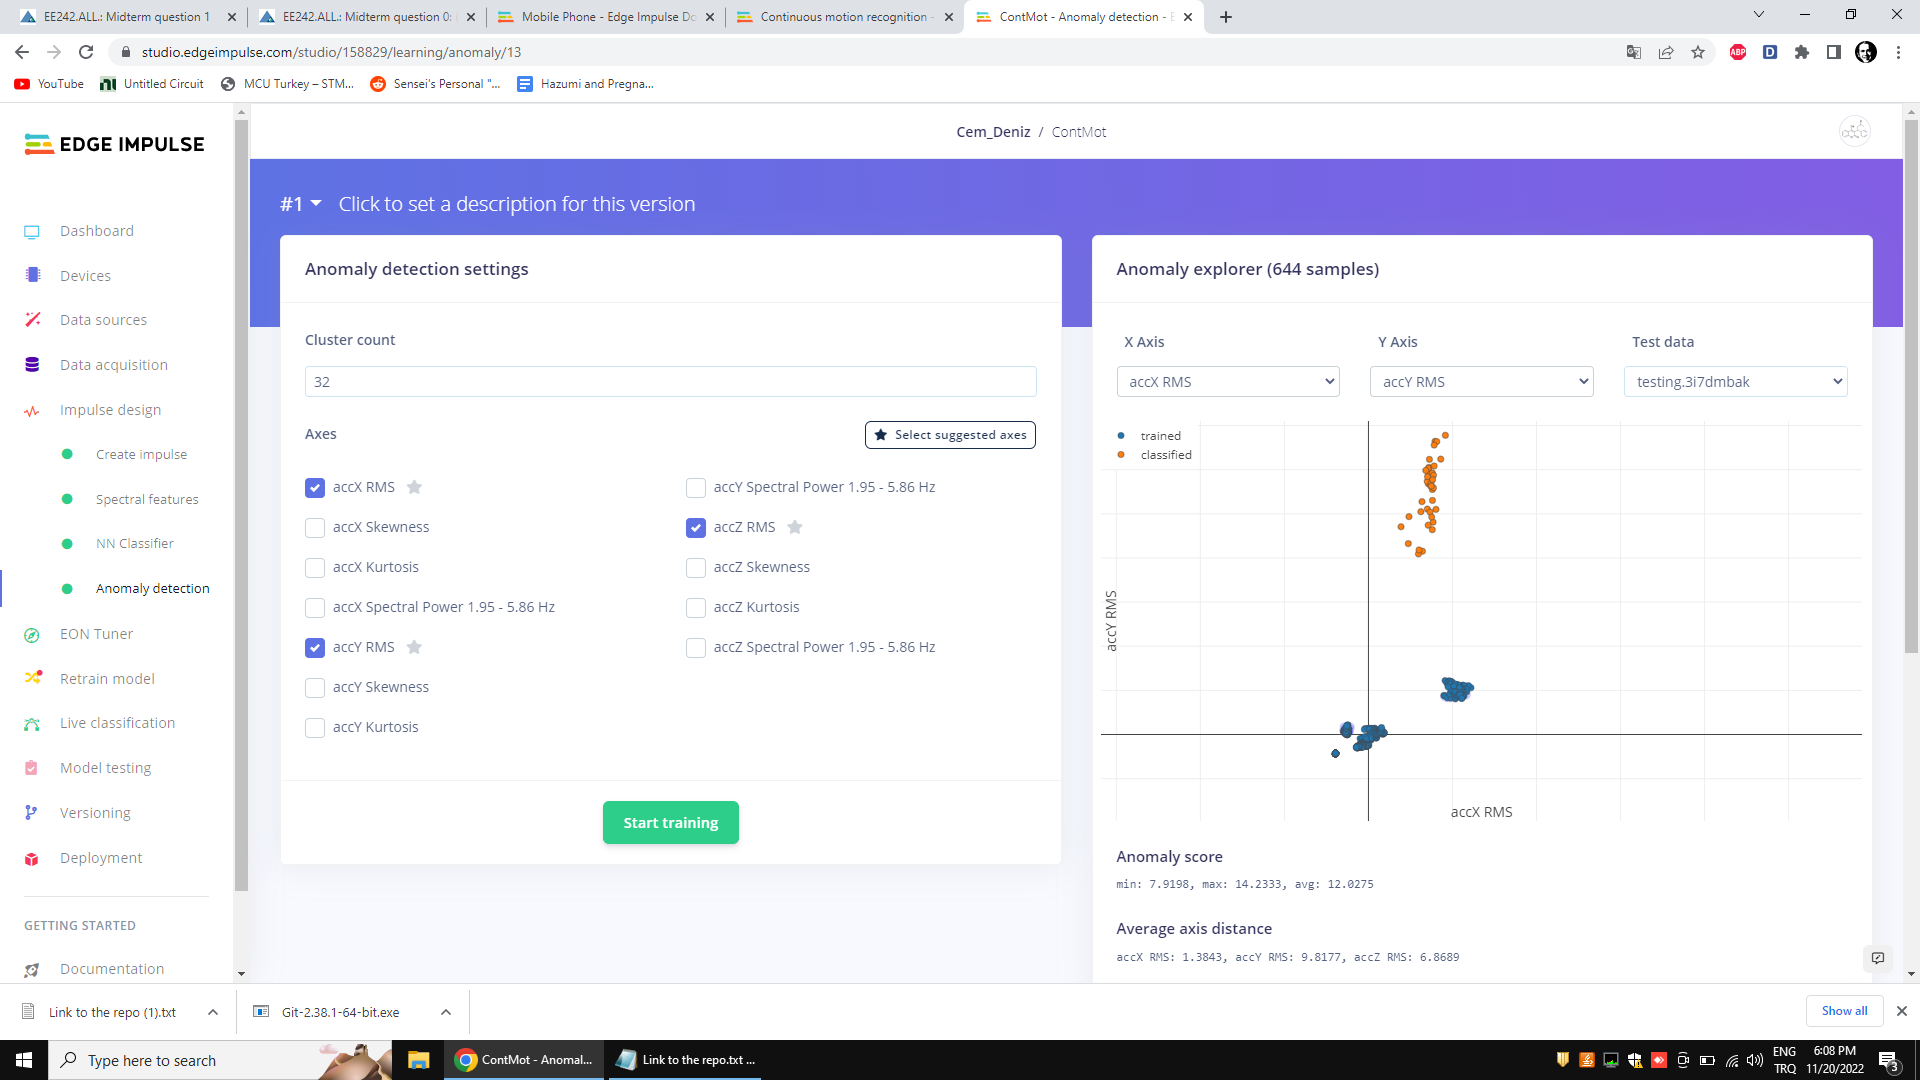 EE242.ALL.: Midterm question 1
EE242.ALL.: Midterm question 0:
Mobile Phone - Edge Impulse Do
Continuous motion recognition -
ContMot - Anomaly detection - E
studio.edgeimpulse.com/studio/158829/learning/anomaly/13
ABP
D
YouTube
Untitled Circuit
MCU Turkey – STM...
Sensei's Personal "...
Hazumi and Pregna...
EDGE IMPULSE
Cem_Deniz / ContMot
Dashboard
Devices
Data sources
Data acquisition
Impulse design
Create impulse
Spectral features
NN Classifier
Anomaly detection
EON Tuner
Retrain model
Live classification
Model testing
Versioning
Deployment
GETTING STARTED
Documentation
#1 Click to set a description for this version
Anomaly detection settings
Cluster count
32
Axes
Select suggested axes
accX RMS
accX Skewness
accX Kurtosis
accX Spectral Power 1.95 - 5.86 Hz
accY RMS
accY Skewness
accY Kurtosis
accY Spectral Power 1.95 - 5.86 Hz
accZ RMS
accZ Skewness
accZ Kurtosis
accZ Spectral Power 1.95 - 5.86 Hz
Start training
Anomaly explorer (644 samples)
X Axis
Y Axis
Test data
accX RMS
accY RMS
testing.3i7dmbak
trained
classified
accY RMS
accX RMS
Anomaly score
min: 7.9198, max: 14.2333, avg: 12.0275
Average axis distance
accX RMS: 1.3843, accY RMS: 9.8177, accZ RMS: 6.8689
Link to the repo (1).txt
Git-2.38.1-64-bit.exe
Show all
Type here to search
ContMot - Anomal...
Link to the repo.txt ...
ENG
TRQ
6:08 PM
11/20/2022
3